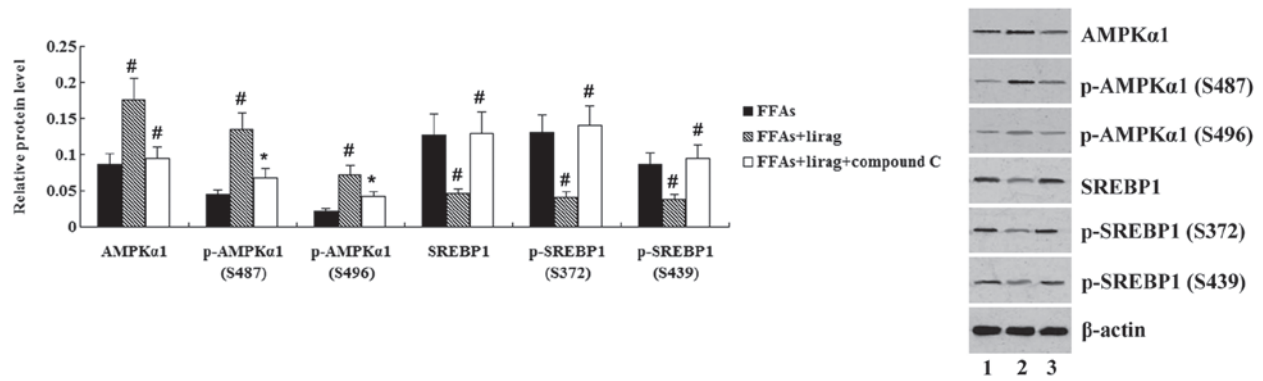 Relative protein level
0.25
0.2
0.15
0.1
0.05
0
# # # * # * # # # # # #
AMPKα1
p-AMPKα1
(S487)
p-AMPKα1
(S496)
SREBP1
p-SREBP1
(S372)
p-SREBP1
(S439)
FFAs
FFAs+lirag
FFAs+lirag+compound C
AMPKα1
p-AMPKα1 (S487)
p-AMPKα1 (S496)
SREBP1
p-SREBP1 (S372)
p-SREBP1 (S439)
β-actin
1 2 3